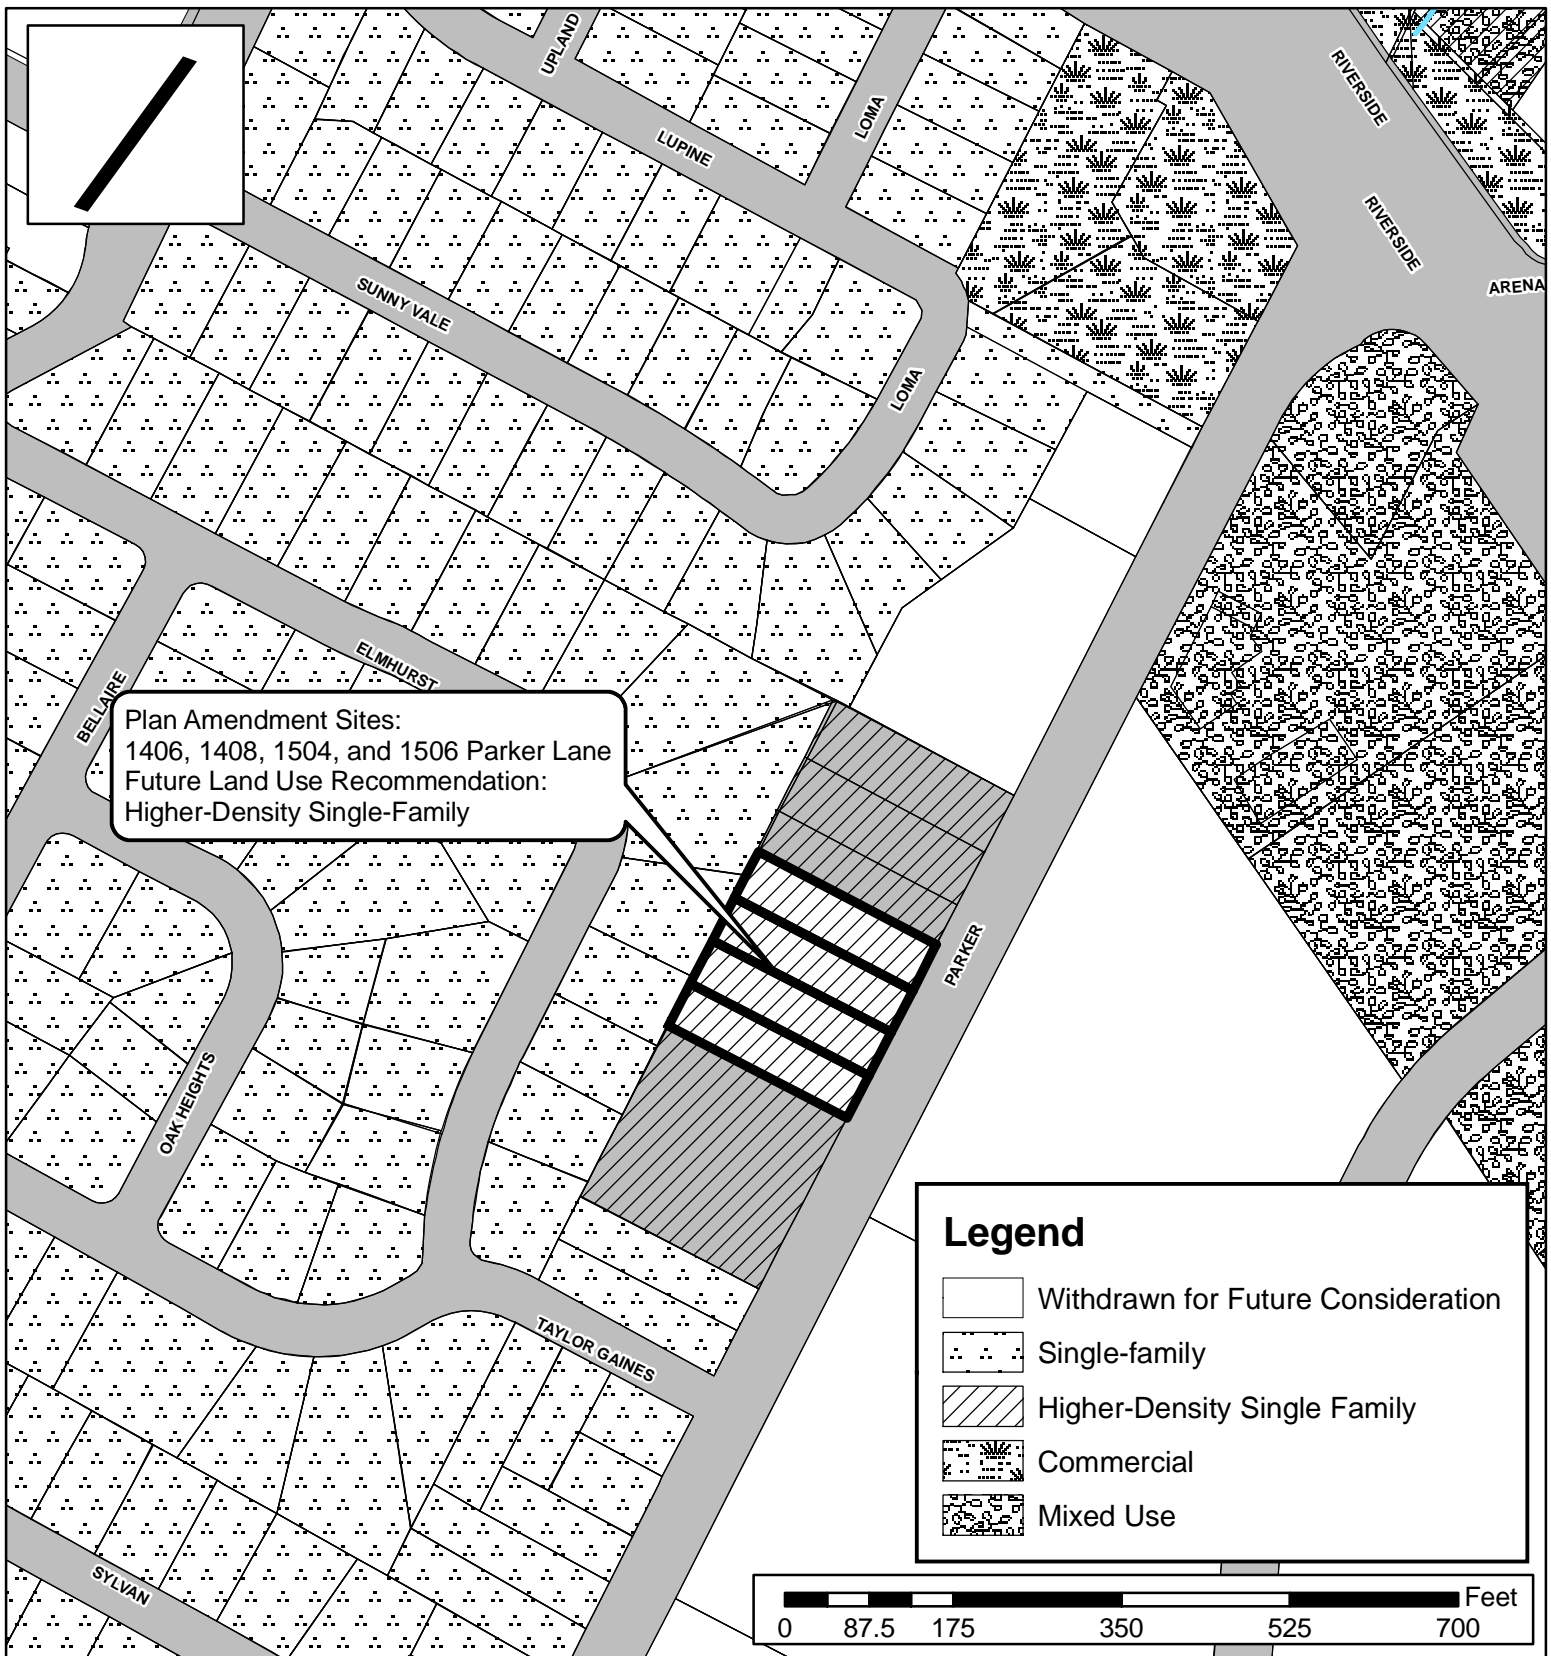 UPLAND
LUPINE
LOMA
RIVERSIDE
RIVERSIDE
ARENA
SUNNY VALE
LOMA
ELMHURST
BELLAIRE
Plan Amendment Sites:
1406, 1408, 1504, and 1506 Parker Lane
Future Land Use Recommendation:
Higher-Density Single-Family
PARKER
OAK HEIGHTS
TAYLOR GAINES
SYLVAN
Legend
Withdrawn for Future Consideration
Single-family
Higher-Density Single Family
Commercial
Mixed Use
Feet
0 87.5 175 350 525 700